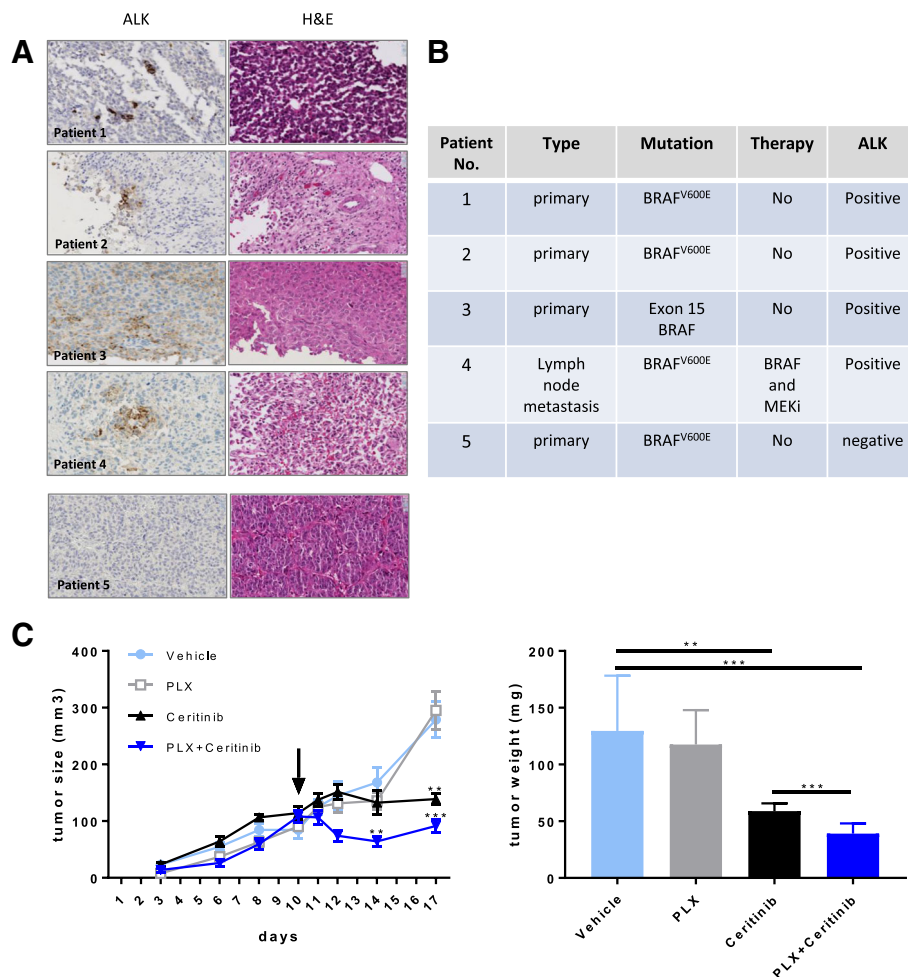 ALK H&E
A
B
Patient 1
Patient 2
Patient 3
Patient 4
Patient 5
Patient No. Type Mutation Therapy ALK
1 primary BRAFV600E No Positive
2 primary BRAFV600E No Positive
3 primary Exon 15 BRAF No Positive
4 Lymph node metastasis BRAFV600E BRAF and MEKi Positive
5 primary BRAFV600E No negative
C
400
300
200
100
0
tumor size (mm3)
Vehicle
PLX
Ceritinib
PLX+Ceritinib
**
**
***
1 2 3 4 5 6 7 8 9 10 11 12 13 14 15 16 17
days
200
150
100
50
0
tumor weight (mg)
**
***
***
Vehicle
PLX
Ceritinib
PLX+Ceritinib